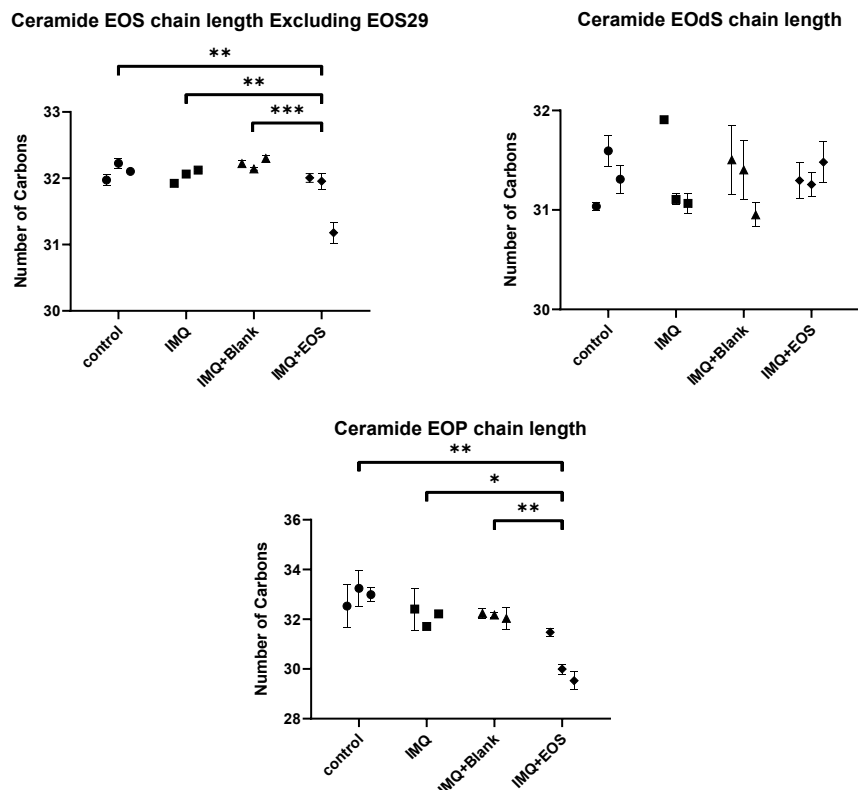 Ceramide EOS chain length Excluding EOS29
**
**
***
33
32
31
30
Number of Carbons
control
IMQ
IMQ+Blank
IMQ+EOS
Ceramide EOdS chain length
32
31
30
Number of Carbons
control
IMQ
IMQ+Blank
IMQ+EOS
Ceramide EOP chain length
**
*
**
36
34
32
30
28
Number of Carbons
control
IMQ
IMQ+Blank
IMQ+EOS